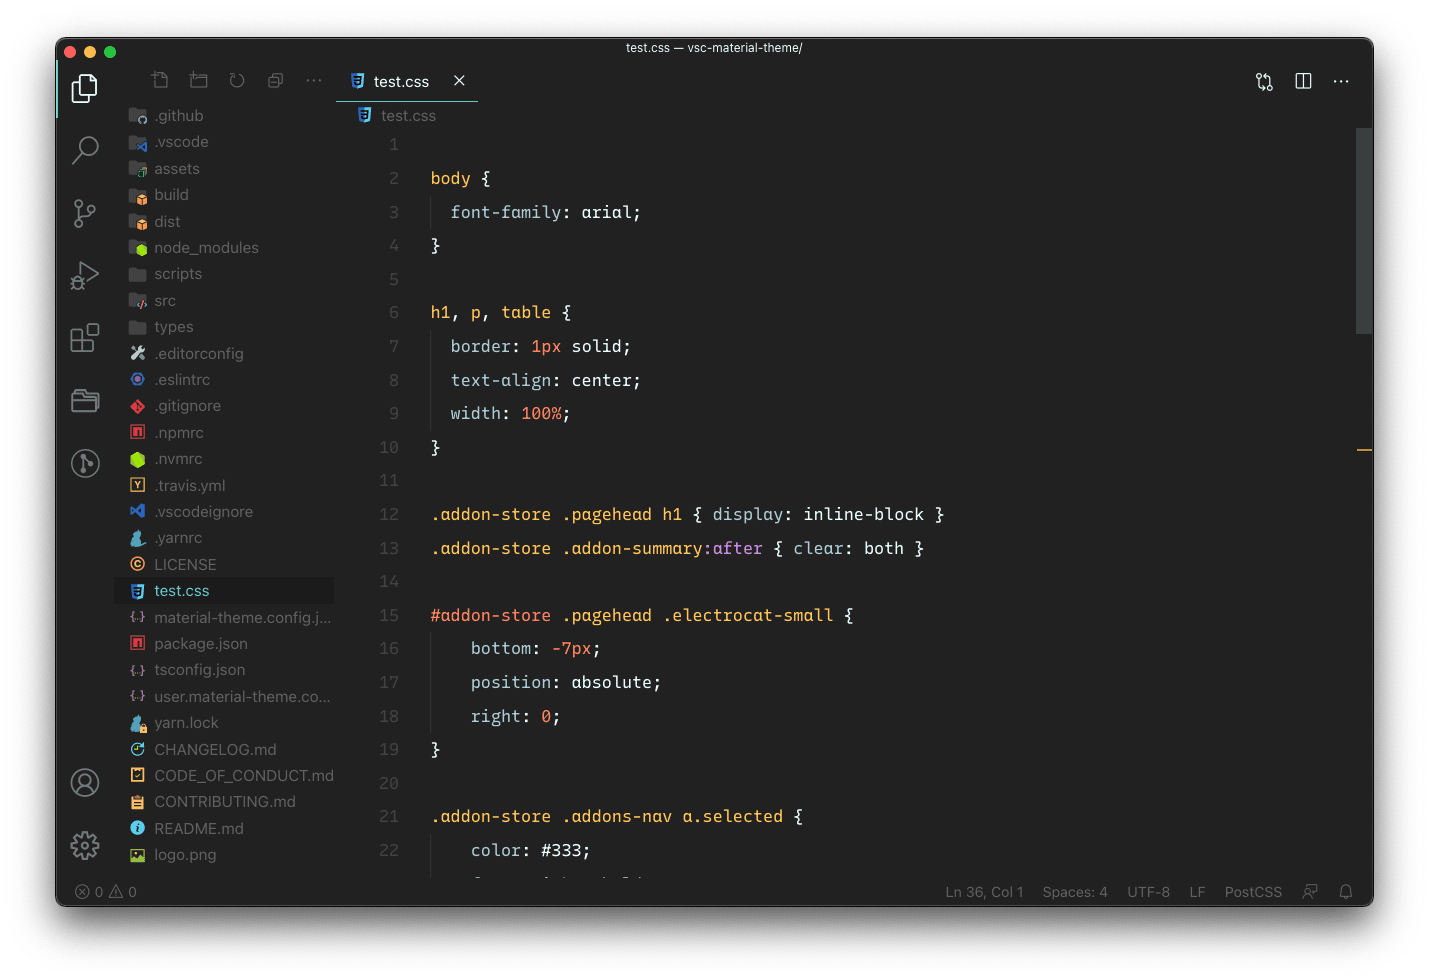 test.css — vsc-material-theme/
test.css
test.css
.github
.vscode
assets
build
dist
node_modules
scripts
src
types
.editorconfig
.eslintrc
.gitignore
.npmrc
.nvmrc
.travis.yml
.vscodeignore
.yarnrc
LICENSE
test.css
material-theme.config.j...
package.json
tsconfig.json
user.material-theme.co...
yarn.lock
CHANGELOG.md
CODE_OF_CONDUCT.md
CONTRIBUTING.md
README.md
logo.png
1
2 body {
3 font-family: arial;
4 }
5
6 h1, p, table {
7 border: 1px solid;
8 text-align: center;
9 width: 100%;
10 }
11
12 .addon-store .pagehead h1 { display: inline-block }
13 .addon-store .addon-summary:after { clear: both }
14
15 #addon-store .pagehead .electrocat-small {
16 bottom: -7px;
17 position: absolute;
18 right: 0;
19 }
20
21 .addon-store .addons-nav a.selected {
22 color: #333;
0 0
Ln 36, Col 1 Spaces: 4 UTF-8 LF PostCSS